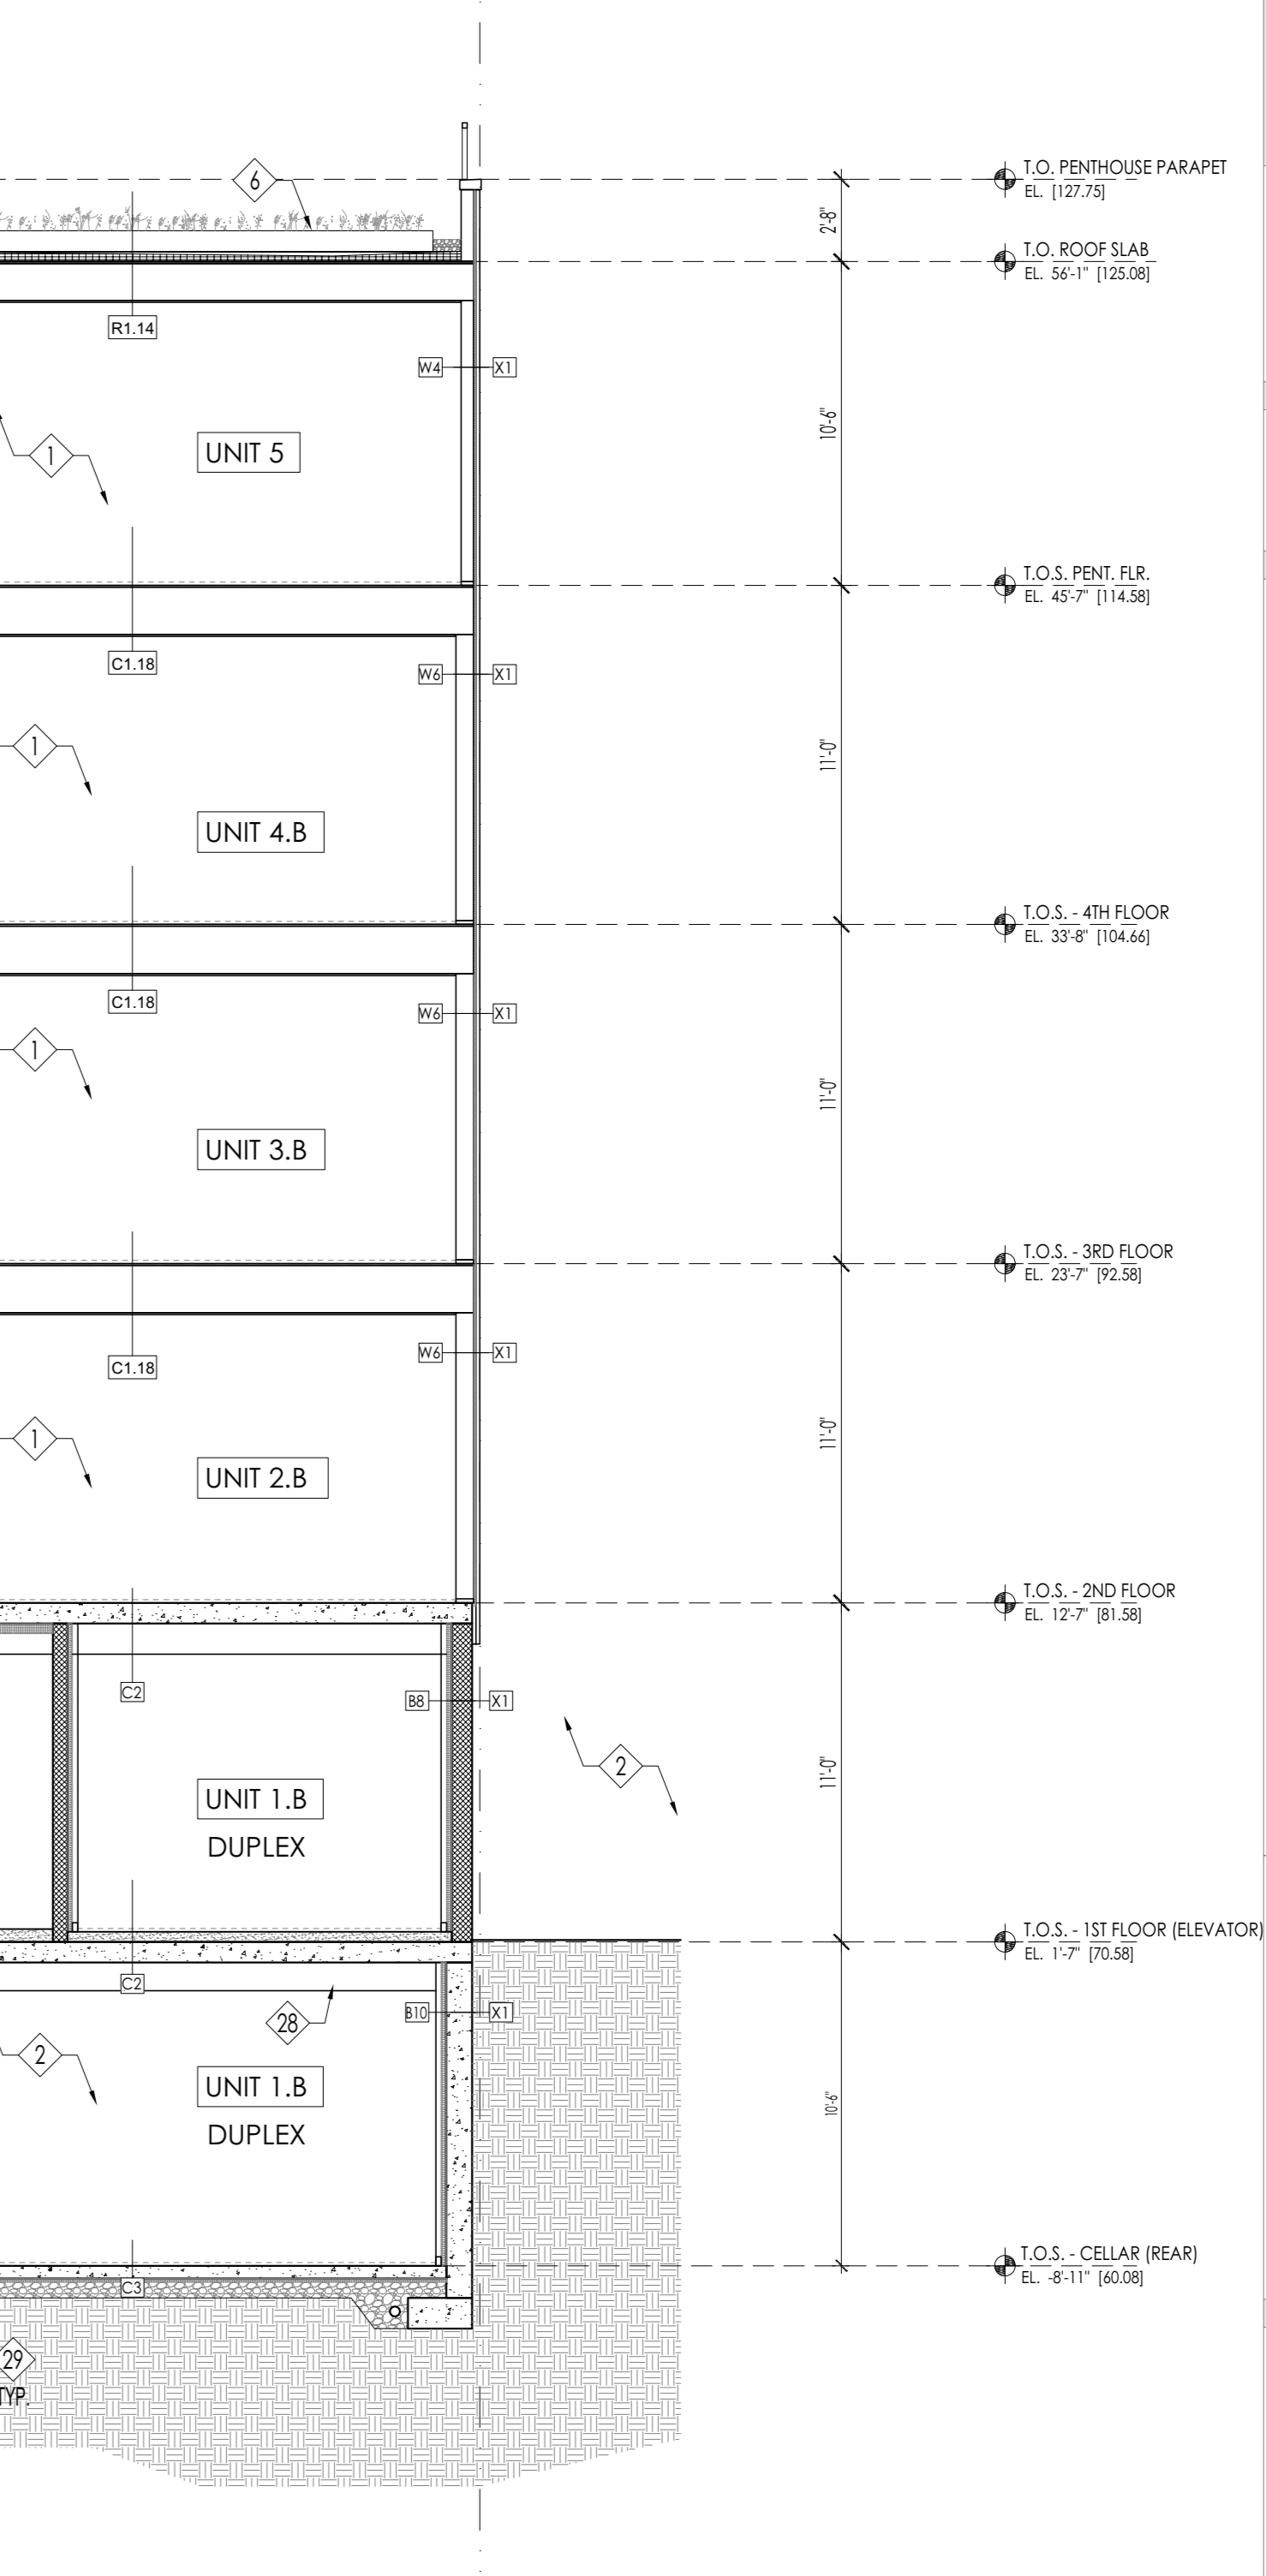 T.O. PENTHOUSE PARAPET
EL. [127.75]
6
2'-8"
T.O. ROOF SLAB
EL. 56'-1" [125.08]
R1.14
W4
X1
10'-6"
UNIT 5
1
T.O.S. PENT. FLR.
EL. 45'-7" [114.58]
C1.18
W6
X1
1
11'-0"
UNIT 4.B
T.O.S. - 4TH FLOOR
EL. 33'-8" [104.66]
C1.18
W6
X1
1
11'-0"
UNIT 3.B
T.O.S. - 3RD FLOOR
EL. 23'-7" [92.58]
C1.18
W6
X1
1
11'-0"
UNIT 2.B
T.O.S. - 2ND FLOOR
EL. 12'-7" [81.58]
C2
B8
X1
2
11'-0"
UNIT 1.B
DUPLEX
T.O.S. - 1ST FLOOR (ELEVATOR)
EL. 1'-7" [70.58]
C2
28
B10
X1
2
UNIT 1.B
DUPLEX
10'-6"
T.O.S. - CELLAR (REAR)
EL. -8'-11" [60.08]
C3
29
TYP.